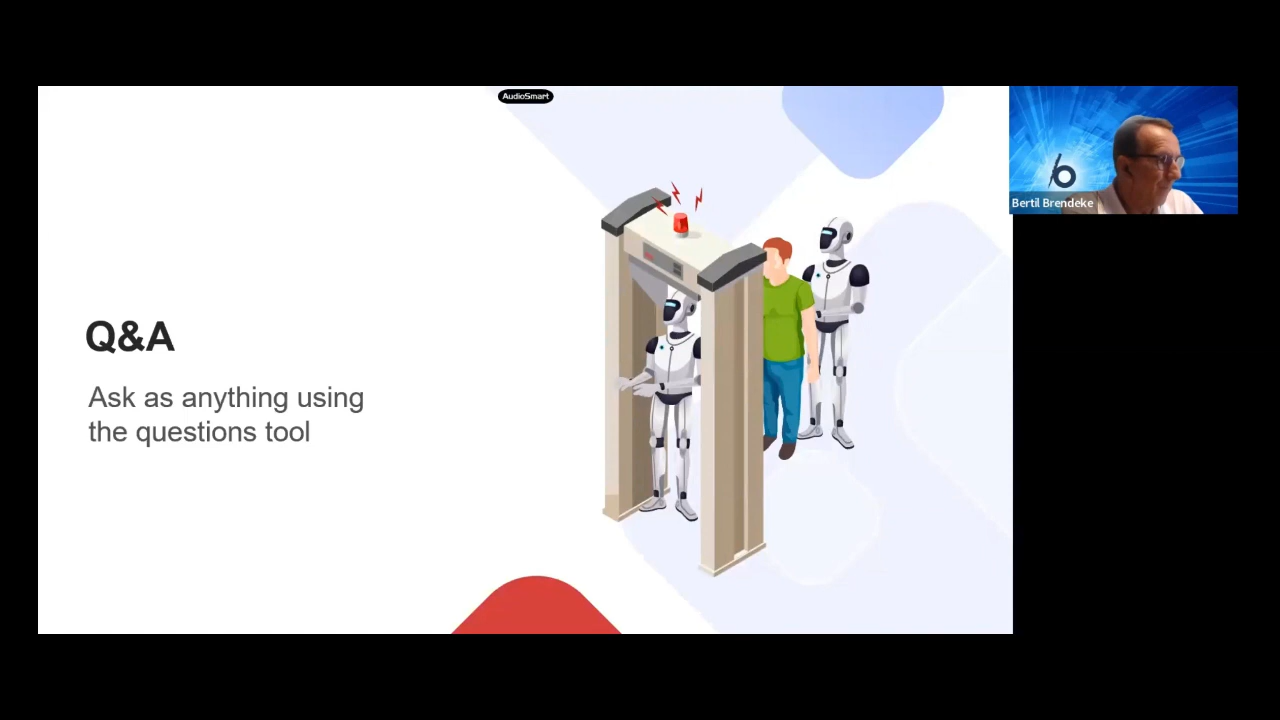 AudioSmart
Q&A
Ask as anything using
the questions tool
Bertil Brendeke